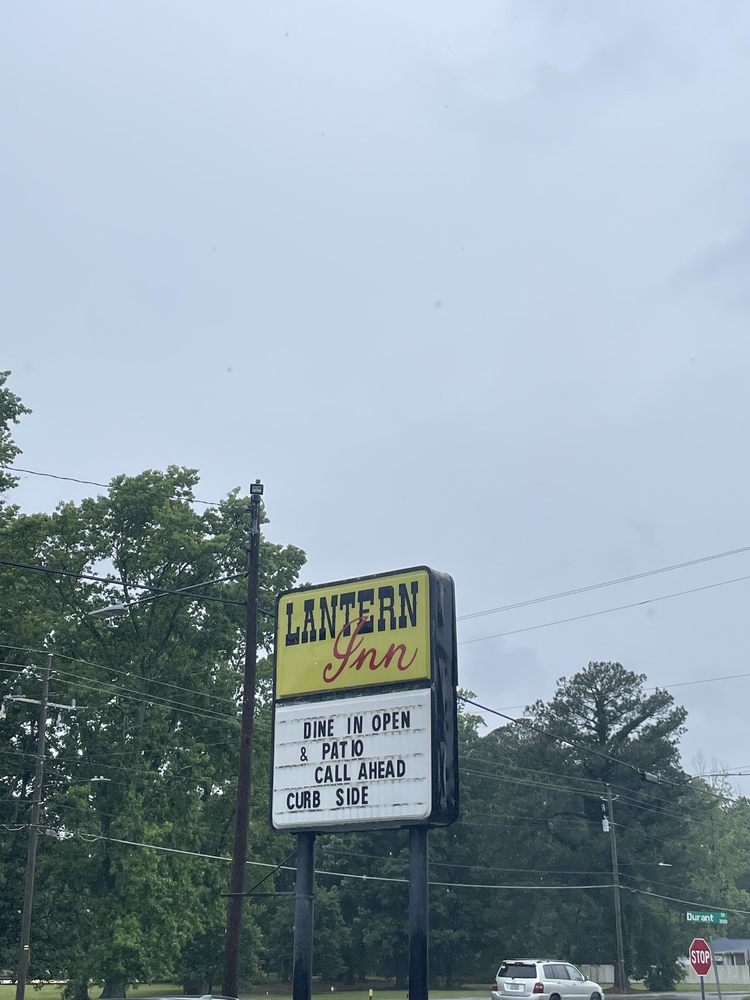 LANTERN
Inn
DINE IN OPEN
& PATIO
CALL AHEAD
CURB SIDE
Durant
STOP